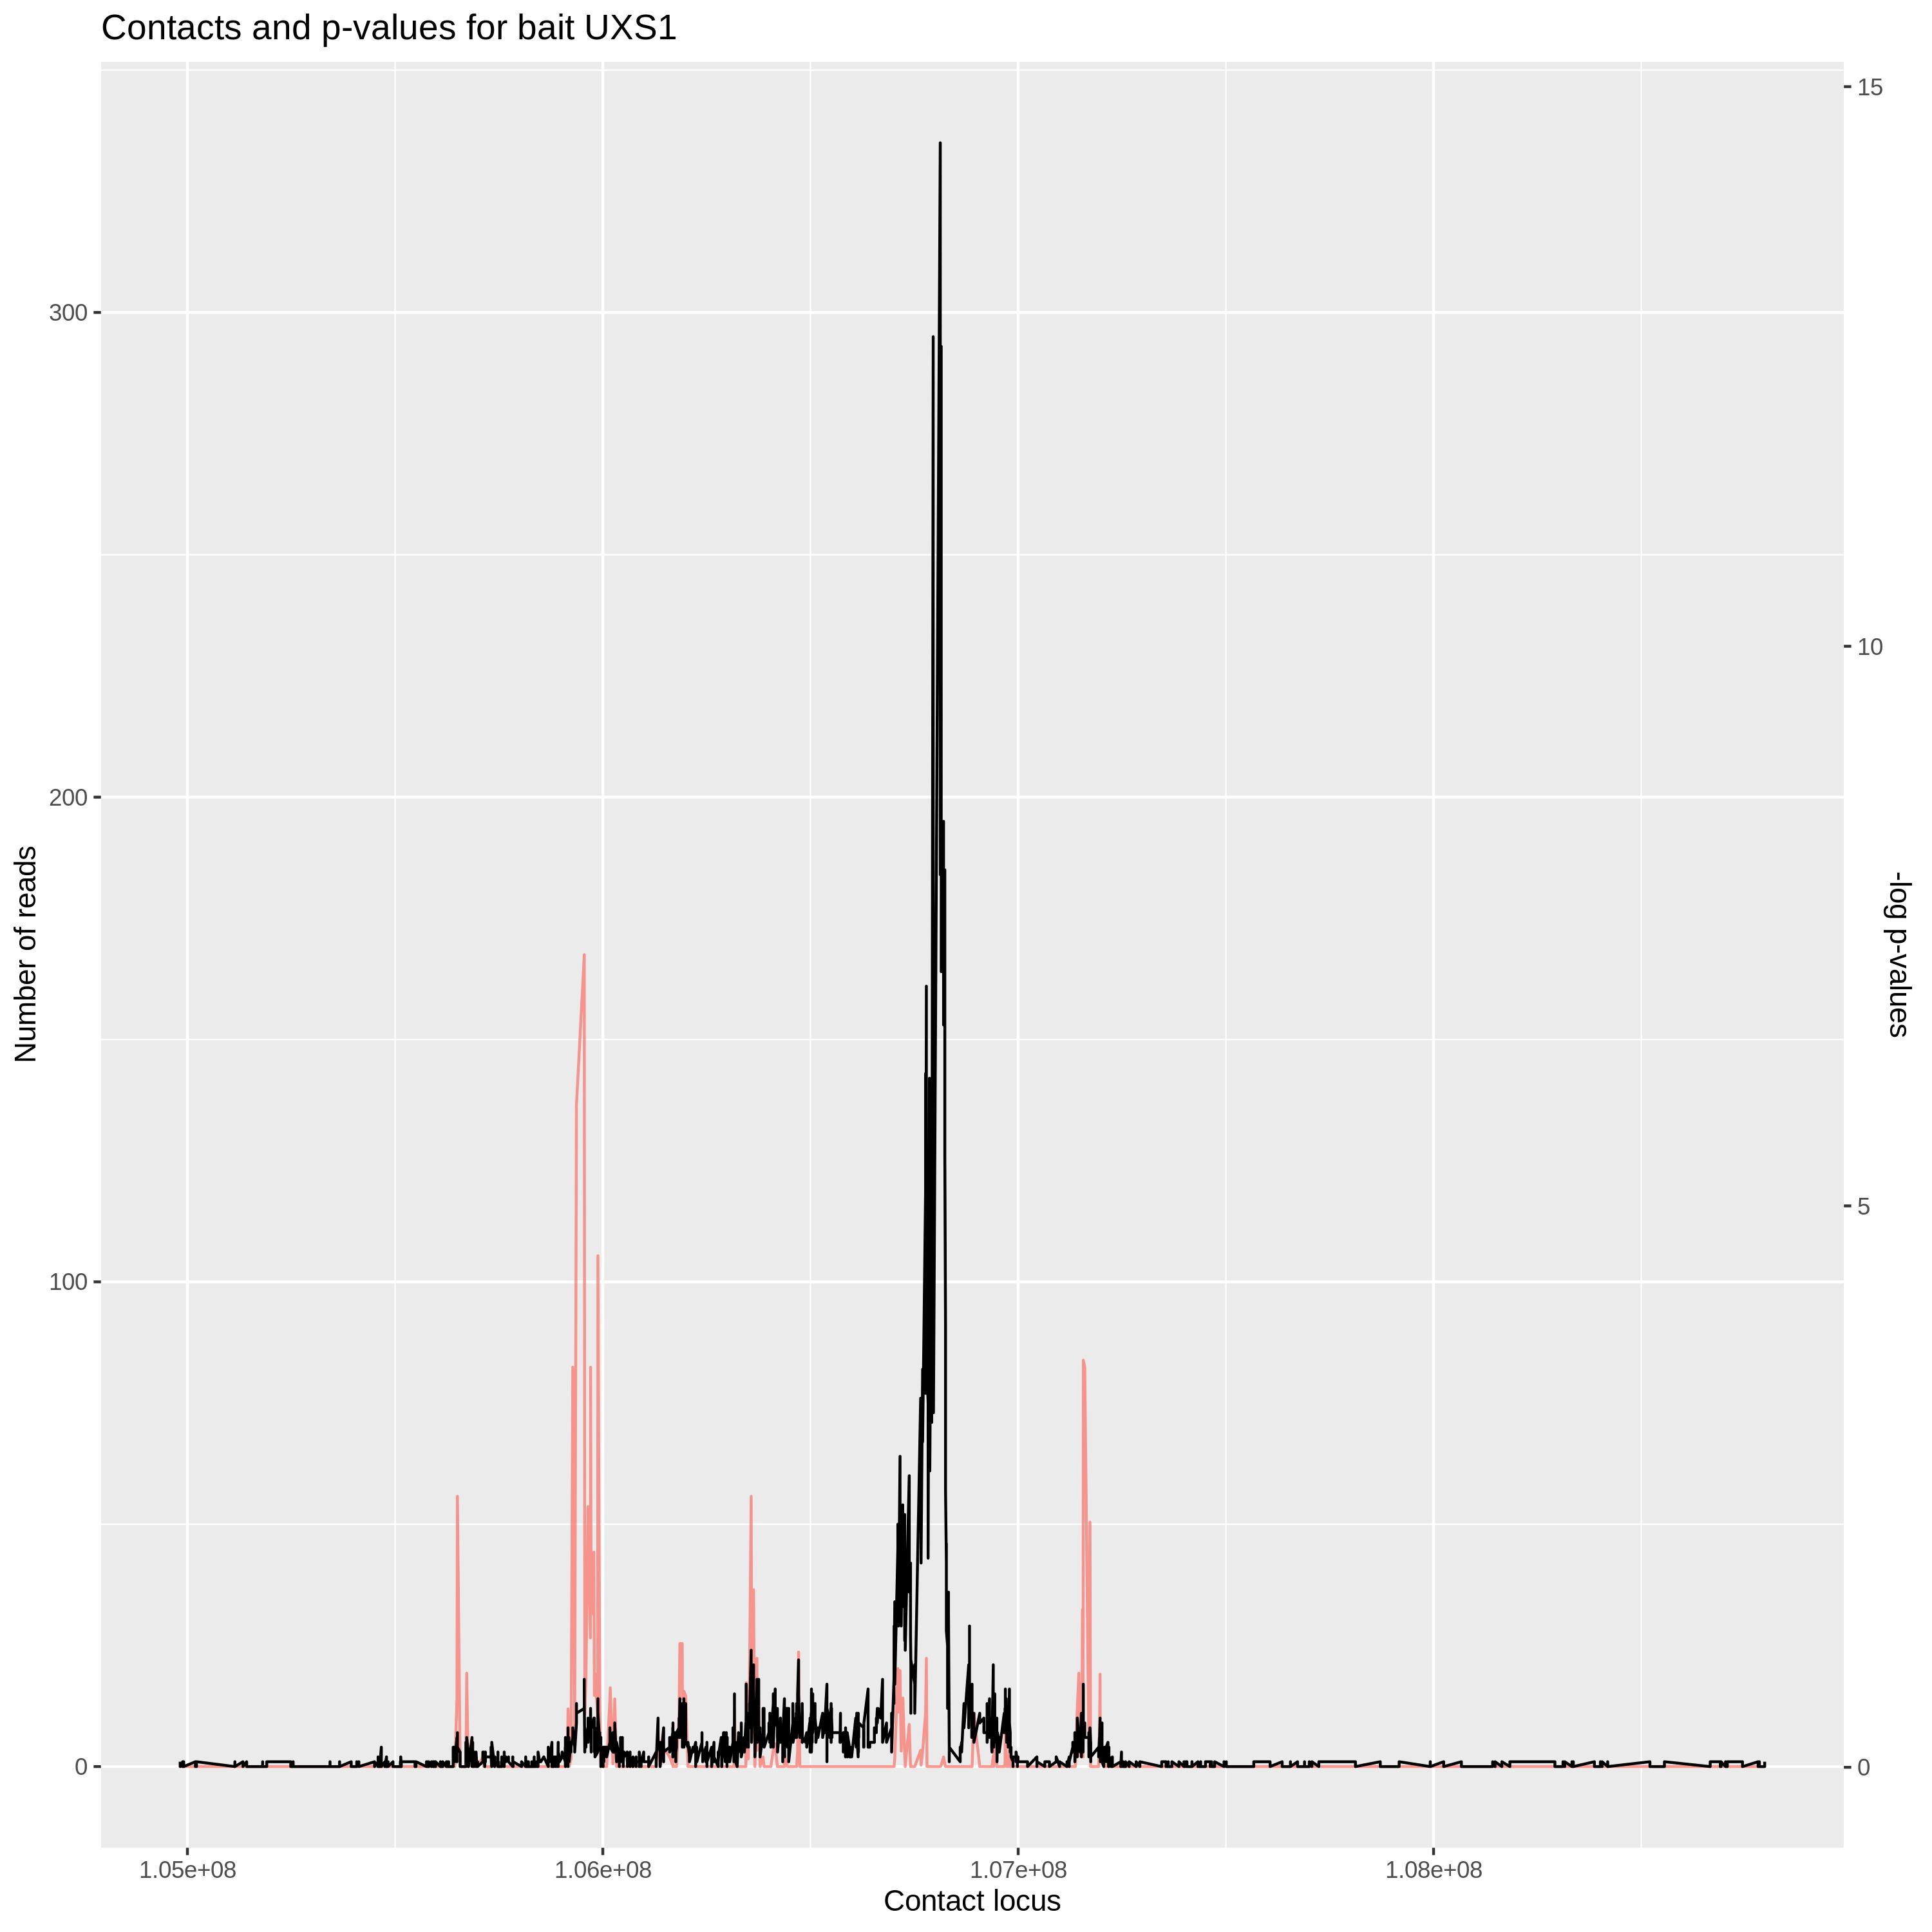 Contacts and p-values for bait UXS1
15
300
10
200
Number of reads
-log p-values
5
100
0
0
1.05e+08 1.06e+08 1.07e+08 1.08e+08
Contact locus